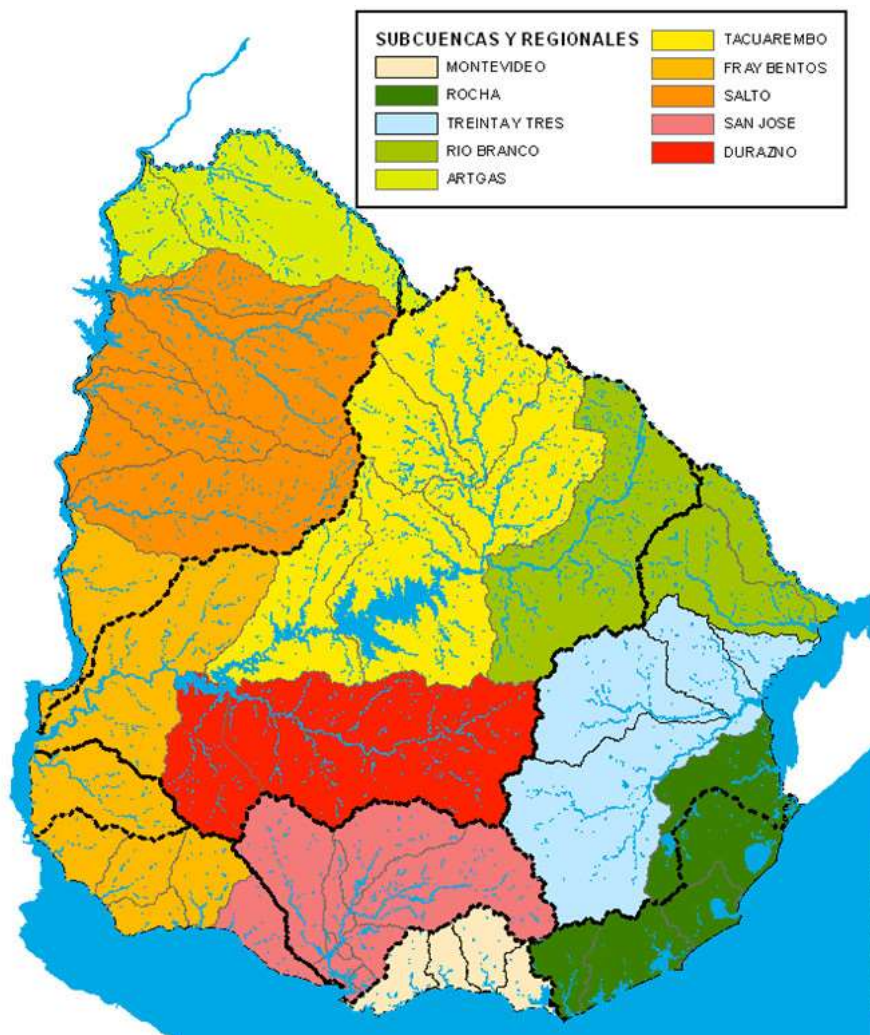 SUBCUENCAS Y REGIONALES
MONTEVIDEO
ROCHA
TREINTA Y TRES
RIO BRANCO
ARTGAS
TACUAREMBO
FRAY BENTOS
SALTO
SAN JOSE
DURAZNO